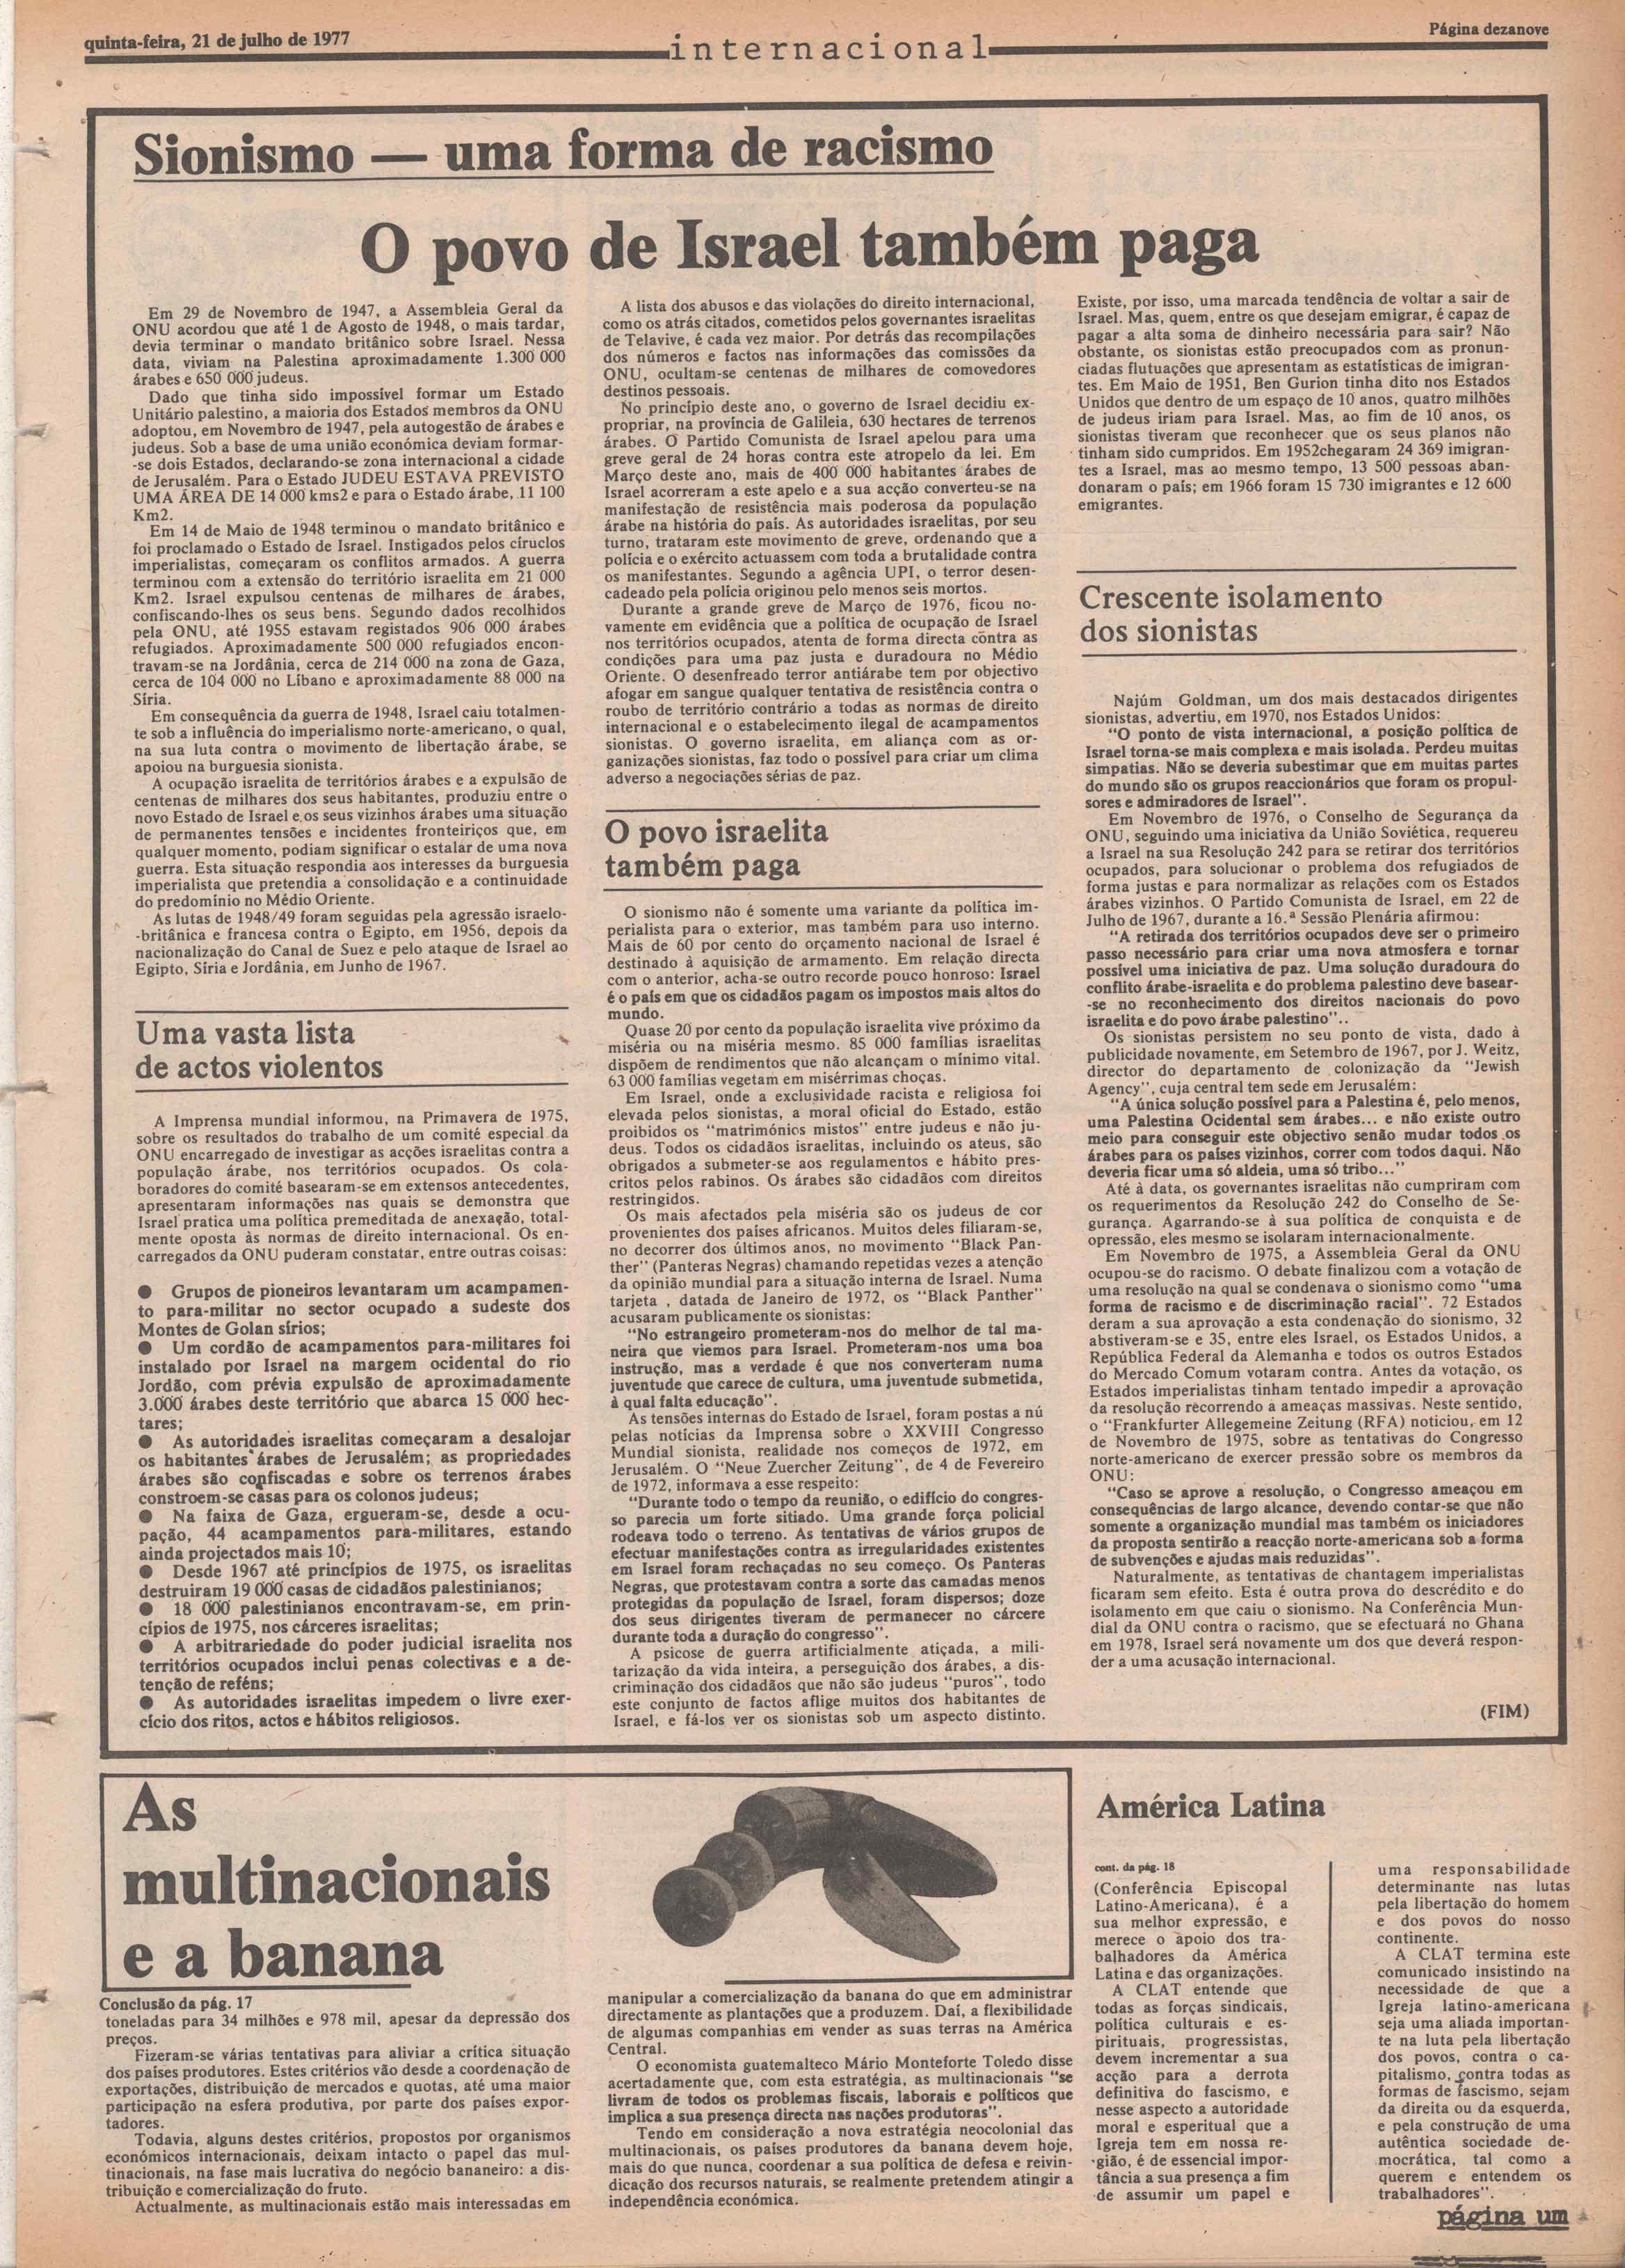 quinta-feira, 21 de julho de 1977
internacional
Página dezanove
Sionismo — uma forma de racismo
O povo de Israel também paga
Em 29 de Novembro de 1947, a Assembleia Geral da
ONU acordou que até 1 de Agosto de 1948, o mais tardar,
devia terminar o mandato britânico sobre Israel. Nessa
data, viviam na Palestina aproximadamente 1.300 000
árabes e 650 000 judeus.
Dado que tinha sido impossível formar um Estado
Unitário palestino, a maioria dos Estados membros da ONU
adoptou, em Novembro de 1947, pela autogestão de árabes e
judeus. Sob a base de uma união económica deviam formar-
-se dois Estados, declarando-se zona internacional a cidade
de Jerusalém. Para o Estado JUDEU ESTAVA PREVISTO
UMA ÁREA DE 14 000 kms2 e para o Estado árabe, 11 100
Km2.
Em 14 de Maio de 1948 terminou o mandato britânico e
foi proclamado o Estado de Israel. Instigados pelos círuclos
imperialistas, começaram os conflitos armados. A guerra
terminou com a extensão do território israelita em 21 000
Km2. Israel expulsou centenas de milhares de árabes,
confiscando-lhes os seus bens. Segundo dados recolhidos
pela ONU, até 1955 estavam registados 906 000 árabes
refugiados. Aproximadamente 500 000 refugiados encon-
travam-se na Jordânia, cerca de 214 000 na zona de Gaza,
cerca de 104 000 no Líbano e aproximadamente 88 000 na
Síria.
Em consequência da guerra de 1948, Israel caiu totalmen-
te sob a influência do imperialismo norte-americano, o qual,
na sua luta contra o movimento de libertação árabe, se
apoiou na burguesia sionista.
A ocupação israelita de territórios árabes e a expulsão de
centenas de milhares dos seus habitantes, produziu entre o
novo Estado de Israel e os seus vizinhos árabes uma situação
de permanentes tensões e incidentes fronteiriços que, em
qualquer momento, podiam significar o estalar de uma nova
guerra. Esta situação respondia aos interesses da burguesia
imperialista que pretendia a consolidação e a continuidade
do predomínio no Médio Oriente.
As lutas de 1948/49 foram seguidas pela agressão israelo-
-britânica e francesa contra o Egipto, em 1956, depois da
nacionalização do Canal de Suez e pelo ataque de Israel ao
Egipto, Síria e Jordânia, em Junho de 1967.
Uma vasta lista
de actos violentos
A Imprensa mundial informou, na Primavera de 1975,
sobre os resultados do trabalho de um comité especial da
ONU encarregado de investigar as acções israelitas contra a
população árabe, nos territórios ocupados. Os cola-
boradores do comité basearam-se em extensos antecedentes,
apresentaram informações nas quais se demonstra que
Israel pratica uma política premeditada de anexação, total-
mente oposta às normas de direito internacional. Os en-
carregados da ONU puderam constatar, entre outras coisas:
● Grupos de pioneiros levantaram um acampamen-
to para-militar no sector ocupado a sudeste dos
Montes de Golan sírios;
● Um cordão de acampamentos para-militares foi
instalado por Israel na margem ocidental do rio
Jordão, com prévia expulsão de aproximadamente
3.000 árabes deste território que abarca 15 000 hec-
tares;
● As autoridades israelitas começaram a desalojar
os habitantes árabes de Jerusalém; as propriedades
árabes são confiscadas e sobre os terrenos árabes
constroem-se casas para os colonos judeus;
● Na faixa de Gaza, ergueram-se, desde a ocu-
pação, 44 acampamentos para-militares, estando
ainda projectados mais 10;
● Desde 1967 até princípios de 1975, os israelitas
destruiram 19 000 casas de cidadãos palestinianos;
● 18 000 palestinianos encontravam-se, em prin-
cípios de 1975, nos cárceres israelitas;
● A arbitrariedade do poder judicial israelita nos
territórios ocupados inclui penas colectivas e a de-
tenção de reféns;
● As autoridades israelitas impedem o livre exer-
cício dos ritos, actos e hábitos religiosos.
A lista dos abusos e das violações do direito internacional,
como os atrás citados, cometidos pelos governantes israelitas
de Telavive, é cada vez maior. Por detrás das recompilações
dos números e factos nas informações das comissões da
ONU, ocultam-se centenas de milhares de comovedores
destinos pessoais.
No princípio deste ano, o governo de Israel decidiu ex-
propriar, na província de Galileia, 630 hectares de terrenos
árabes. O Partido Comunista de Israel apelou para uma
greve geral de 24 horas contra este atropelo da lei. Em
Março deste ano, mais de 400 000 habitantes árabes de
Israel acorreram a este apelo e a sua acção converteu-se na
manifestação de resistência mais poderosa da população
árabe na história do país. As autoridades israelitas, por seu
turno, trataram este movimento de greve, ordenando que a
polícia e o exército actuassem com toda a brutalidade contra
os manifestantes. Segundo a agência UPI, o terror desen-
cadeado pela polícia originou pelo menos seis mortos.
Durante a grande greve de Março de 1976, ficou no-
vamente em evidência que a política de ocupação de Israel
nos territórios ocupados, atenta de forma directa contra as
condições para uma paz justa e duradoura no Médio
Oriente. O desenfreado terror antiárabe tem por objectivo
afogar em sangue qualquer tentativa de resistência contra o
roubo de território contrário a todas as normas de direito
internacional e o estabelecimento ilegal de acampamentos
sionistas. O governo israelita, em aliança com as or-
ganizações sionistas, faz todo o possível para criar um clima
adverso a negociações sérias de paz.
O povo israelita
também paga
O sionismo não é somente uma variante da política im-
perialista para o exterior, mas também para uso interno.
Mais de 60 por cento do orçamento nacional de Israel é
destinado à aquisição de armamento. Em relação directa
com o anterior, acha-se outro recorde pouco honroso: Israel
é o país em que os cidadãos pagam os impostos mais altos do
mundo.
Quase 20 por cento da população israelita vive próximo da
miséria ou na miséria mesmo. 85 000 famílias israelitas
dispõem de rendimentos que não alcançam o mínimo vital.
63 000 famílias vegetam em misérrimas choças.
Em Israel, onde a exclusividade racista e religiosa foi
elevada pelos sionistas, a moral oficial do Estado, estão
proibidos os "matrimónios mistos" entre judeus e não ju-
deus. Todos os cidadãos israelitas, incluindo os ateus, são
obrigados a submeter-se aos regulamentos e hábito pres-
critos pelos rabinos. Os árabes são cidadãos com direitos
restringidos.
Os mais afectados pela miséria são os judeus de cor
provenientes dos países africanos. Muitos deles filiaram-se,
no decorrer dos últimos anos, no movimento "Black Pan-
ther" (Panteras Negras) chamando repetidas vezes a atenção
da opinião mundial para a situação interna de Israel. Numa
tarjeta , datada de Janeiro de 1972, os "Black Panther"
acusaram publicamente os sionistas:
"No estrangeiro prometeram-nos do melhor de tal ma-
neira que viemos para Israel. Prometeram-nos uma boa
instrução, mas a verdade é que nos converteram numa
juventude que carece de cultura, uma juventude submetida,
à qual falta educação".
As tensões internas do Estado de Israel, foram postas a nú
pelas notícias da Imprensa sobre o XXVIII Congresso
Mundial sionista, realidade nos começos de 1972, em
Jerusalém. O "Neue Zuercher Zeitung", de 4 de Fevereiro
de 1972, informava a esse respeito:
"Durante todo o tempo da reunião, o edifício do congres-
so parecia um forte sitiado. Uma grande força policial
rodeava todo o terreno. As tentativas de vários grupos de
efectuar manifestações contra as irregularidades existentes
em Israel foram rechaçadas no seu começo. Os Panteras
Negras, que protestavam contra a sorte das camadas menos
protegidas da população de Israel, foram dispersos; doze
dos seus dirigentes tiveram de permanecer no cárcere
durante toda a duração do congresso".
A psicose de guerra artificialmente atiçada, a mili-
tarização da vida inteira, a perseguição dos árabes, a dis-
criminação dos cidadãos que não são judeus "puros", todo
este conjunto de factos aflige muitos dos habitantes de
Israel, e fá-los ver os sionistas sob um aspecto distinto.
Existe, por isso, uma marcada tendência de voltar a sair de
Israel. Mas, quem, entre os que desejam emigrar, é capaz de
pagar a alta soma de dinheiro necessária para sair? Não
obstante, os sionistas estão preocupados com as pronun-
ciadas flutuações que apresentam as estatísticas de imigran-
tes. Em Maio de 1951, Ben Gurion tinha dito nos Estados
Unidos que dentro de um espaço de 10 anos, quatro milhões
de judeus iriam para Israel. Mas, ao fim de 10 anos, os
sionistas tiveram que reconhecer que os seus planos não
tinham sido cumpridos. Em 1952chegaram 24 369 imigran-
tes a Israel, mas ao mesmo tempo, 13 500 pessoas aban-
donaram o país; em 1966 foram 15 730 imigrantes e 12 600
emigrantes.
Crescente isolamento
dos sionistas
Najúm Goldman, um dos mais destacados dirigentes
sionistas, advertiu, em 1970, nos Estados Unidos:
"O ponto de vista internacional, a posição política de
Israel torna-se mais complexa e mais isolada. Perdeu muitas
simpatias. Não se deveria subestimar que em muitas partes
do mundo são os grupos reaccionários que foram os propul-
sores e admiradores de Israel".
Em Novembro de 1976, o Conselho de Segurança da
ONU, seguindo uma iniciativa da União Soviética, requereu
a Israel na sua Resolução 242 para se retirar dos territórios
ocupados, para solucionar o problema dos refugiados de
forma justas e para normalizar as relações com os Estados
árabes vizinhos. O Partido Comunista de Israel, em 22 de
Julho de 1967, durante a 16.ª Sessão Plenária afirmou:
"A retirada dos territórios ocupados deve ser o primeiro
passo necessário para criar uma nova atmosfera e tornar
possível uma iniciativa de paz. Uma solução duradoura do
conflito árabe-israelita e do problema palestino deve basear-
-se no reconhecimento dos direitos nacionais do povo
israelita e do povo árabe palestino"..
Os sionistas persistem no seu ponto de vista, dado à
publicidade novamente, em Setembro de 1967, por J. Weitz,
director do departamento de colonização da "Jewish
Agency", cuja central tem sede em Jerusalém:
"A única solução possível para a Palestina é, pelo menos,
uma Palestina Ocidental sem árabes... e não existe outro
meio para conseguir este objectivo senão mudar todos os
árabes para os países vizinhos, correr com todos daqui. Não
deveria ficar uma só aldeia, uma só tribo..."
Até à data, os governantes israelitas não cumpriram com
os requerimentos da Resolução 242 do Conselho de Se-
gurança. Agarrando-se à sua política de conquista e de
opressão, eles mesmo se isolaram internacionalmente.
Em Novembro de 1975, a Assembleia Geral da ONU
ocupou-se do racismo. O debate finalizou com a votação de
uma resolução na qual se condenava o sionismo como "uma
forma de racismo e de discriminação racial". 72 Estados
deram a sua aprovação a esta condenação do sionismo, 32
abstiveram-se e 35, entre eles Israel, os Estados Unidos, a
República Federal da Alemanha e todos os outros Estados
do Mercado Comum votaram contra. Antes da votação, os
Estados imperialistas tinham tentado impedir a aprovação
da resolução recorrendo a ameaças massivas. Neste sentido,
o "Frankfurter Allegemeine Zeitung (RFA) noticiou, em 12
de Novembro de 1975, sobre as tentativas do Congresso
norte-americano de exercer pressão sobre os membros da
ONU:
"Caso se aprove a resolução, o Congresso ameaçou em
consequências de largo alcance, devendo contar-se que não
somente a organização mundial mas também os iniciadores
da proposta sentirão a reacção norte-americana sob a forma
de subvenções e ajudas mais reduzidas".
Naturalmente, as tentativas de chantagem imperialistas
ficaram sem efeito. Esta é outra prova do descrédito e do
isolamento em que caiu o sionismo. Na Conferência Mun-
dial da ONU contra o racismo, que se efectuará no Ghana
em 1978, Israel será novamente um dos que deverá respon-
der a uma acusação internacional.
(FIM)
As
multinacionais
e a banana
Conclusão da pág. 17
toneladas para 34 milhões e 978 mil, apesar da depressão dos
preços.
Fizeram-se várias tentativas para aliviar a crítica situação
dos países produtores. Estes critérios vão desde a coordenação de
exportações, distribuição de mercados e quotas, até uma maior
participação na esfera produtiva, por parte dos países expor-
tadores.
Todavia, alguns destes critérios, propostos por organismos
económicos internacionais, deixam intacto o papel das mul-
tinacionais, na fase mais lucrativa do negócio bananeiro: a dis-
tribuição e comercialização do fruto.
Actualmente, as multinacionais estão mais interessadas em
manipular a comercialização da banana do que em administrar
directamente as plantações que a produzem. Daí, a flexibilidade
de algumas companhias em vender as suas terras na América
Central.
O economista guatemalteco Mário Monteforte Toledo disse
acertadamente que, com esta estratégia, as multinacionais "se
livram de todos os problemas fiscais, laborais e políticos que
implica a sua presença directa nas nações produtoras".
Tendo em consideração a nova estratégia neocolonial das
multinacionais, os países produtores da banana devem hoje,
mais do que nunca, coordenar a sua política de defesa e reivin-
dicação dos recursos naturais, se realmente pretendem atingir a
independência económica.
América Latina
cont. da pág. 18
(Conferência Episcopal
Latino-Americana), é a
sua melhor expressão, e
merece o apoio dos tra-
balhadores da América
Latina e das organizações.
A CLAT entende que
todas as forças sindicais,
política culturais e es-
pirituais, progressistas,
devem incrementar a sua
acção para a derrota
definitiva do fascismo, e
nesse aspecto a autoridade
moral e esperitual que a
Igreja tem em nossa re-
gião, é de essencial impor-
tância a sua presença a fim
de assumir um papel e
uma responsabilidade
determinante nas lutas
pela libertação do homem
e dos povos do nosso
continente.
A CLAT termina este
comunicado insistindo na
necessidade de que a
Igreja latino-americana
seja uma aliada importan-
te na luta pela libertação
dos povos, contra o ca-
pitalismo, contra todas as
formas de fascismo, sejam
da direita ou da esquerda,
e pela construção de uma
autêntica sociedade de-
mocrática, tal como a
querem e entendem os
trabalhadores".
página um